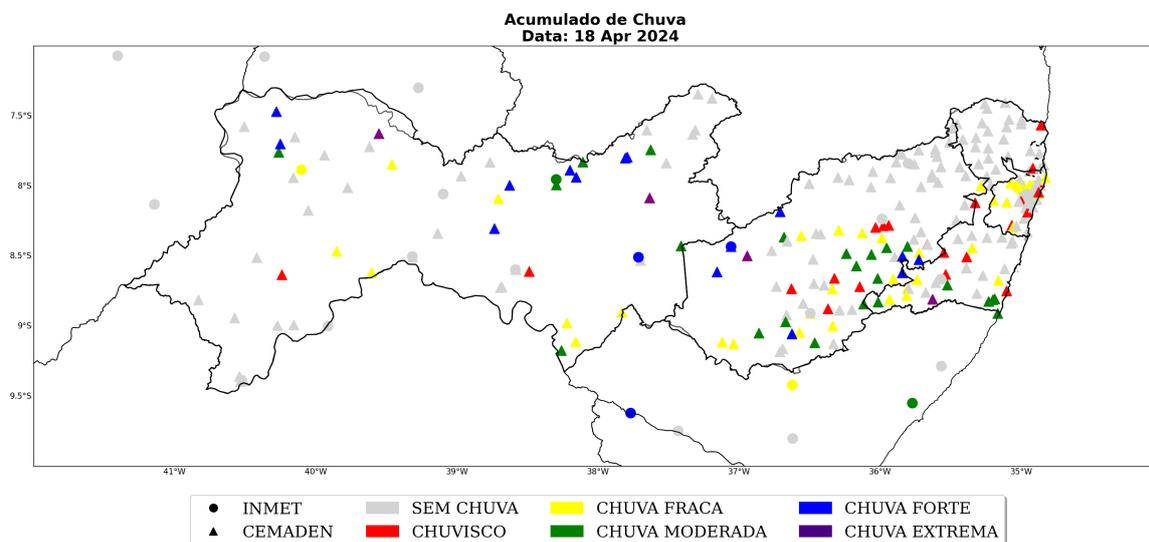 Acumulado de Chuva
Data: 18 Apr 2024
7.5°S
8°S
8.5°S
9°S
9.5°S
41°W 40°W 39°W 38°W 37°W 36°W 35°W
INMET SEM CHUVA CHUVA FRACA CHUVA FORTE
CEMADEN CHUVISCO CHUVA MODERADA CHUVA EXTREMA